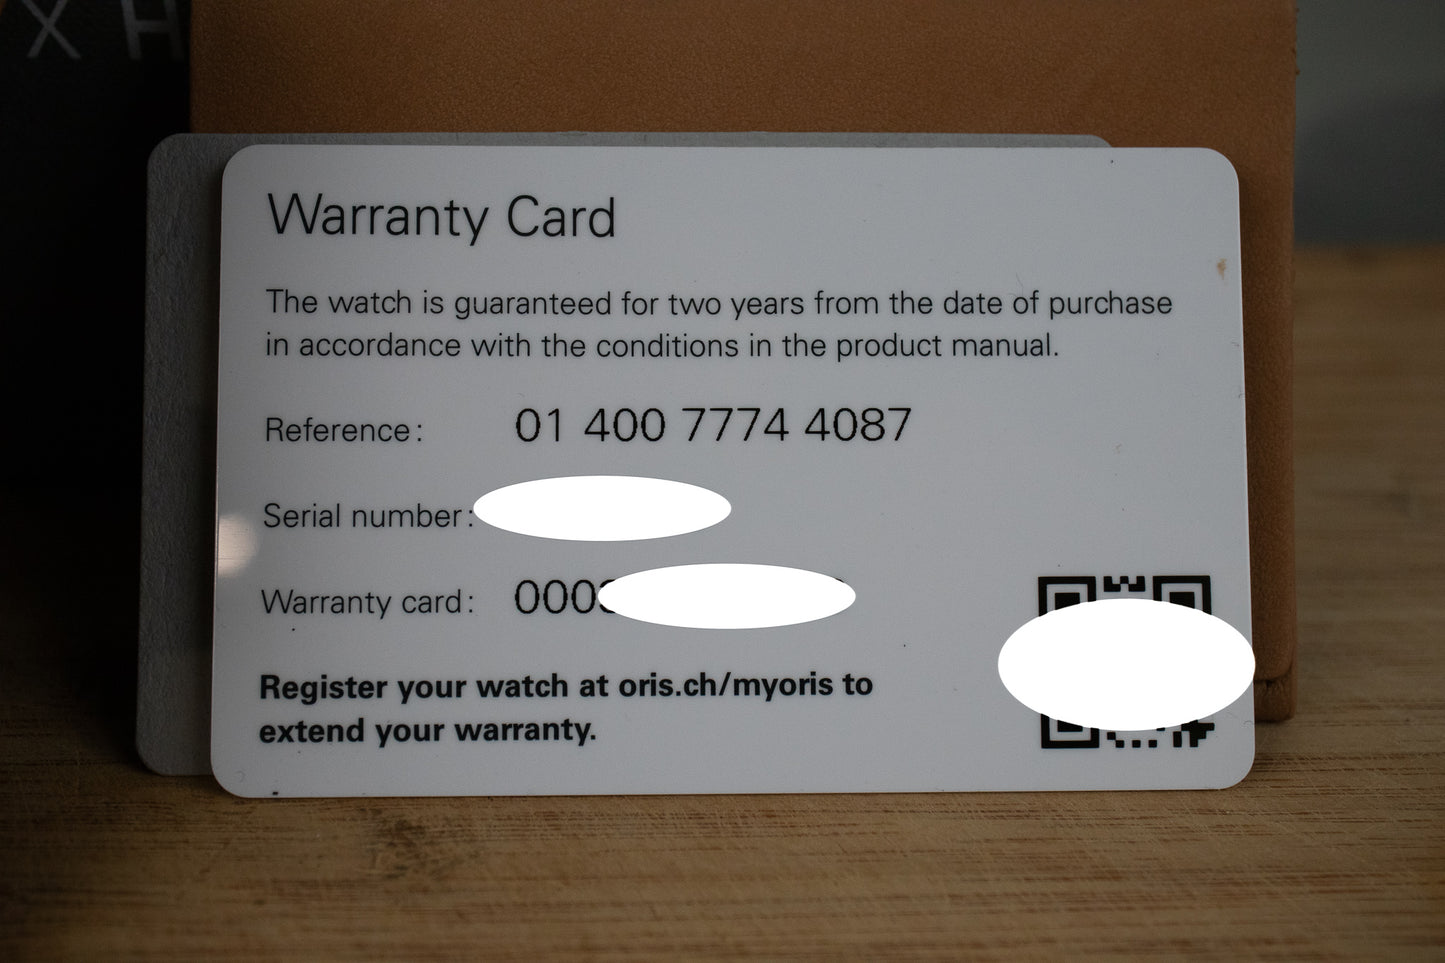 X H
Warranty Card
The watch is guaranteed for two years from the date of purchase
in accordance with the conditions in the product manual.
Reference: 01 400 7774 4087
Serial number:
Warranty card: 000
Register your watch at oris.ch/myoris to
extend your warranty.